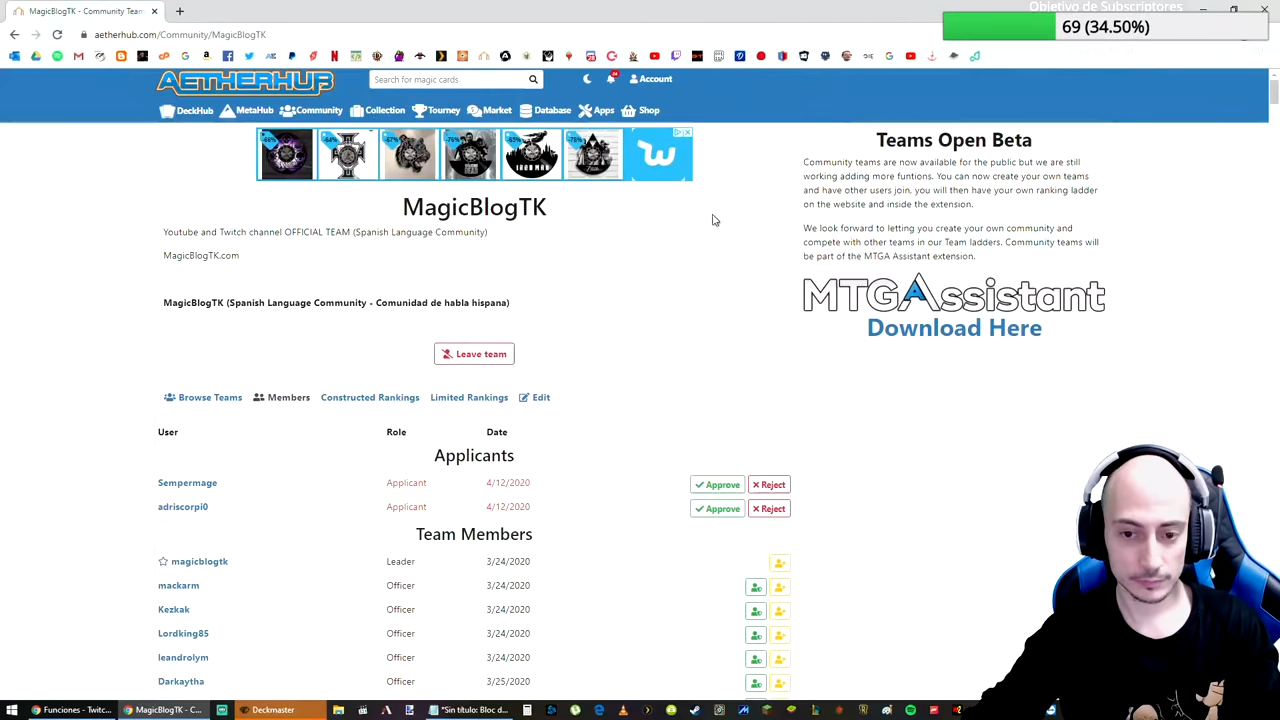 MagicBlogTK - Community Team
Objetivo de Subscriptores
69 (34.50%)
aetherhub.com/Community/MagicBlogTK
AETHERHUB
Search for magic cards
Account
DeckHub
MetaHub
Community
Collection
Tourney
Market
Database
Apps
Shop
MagicBlogTK
Youtube and Twitch channel OFFICIAL TEAM (Spanish Language Community)
MagicBlogTK.com
MagicBlogTK (Spanish Language Community - Comunidad de habla hispana)
Leave team
Teams Open Beta
Community teams are now available for the public but we are still
working adding more funtions. You can now create your own teams
and have other users join, you will then have your own ranking ladder
on the website and inside the extension.
We look forward to letting you create your own community and
compete with other teams in our Team ladders. Community teams will
be part of the MTGA Assistant extension.
MTGAssistant
Download Here
Browse Teams
Members
Constructed Rankings
Limited Rankings
Edit
User Role Date
Applicants
Sempermage Applicant 4/12/2020 Approve Reject
adriscorpi0 Applicant 4/12/2020 Approve Reject
Team Members
magicblogtk Leader 3/24/2020
mackarm Officer 3/24/2020
Kezkak Officer 3/24/2020
Lordking85 Officer 3/24/2020
leandrolym Officer 3/24/2020
Darkaytha Officer 3/25/2020
Funciones - Twitc...
MagicBlogTK - C...
Deckmaster
*Sin título: Bloc d...